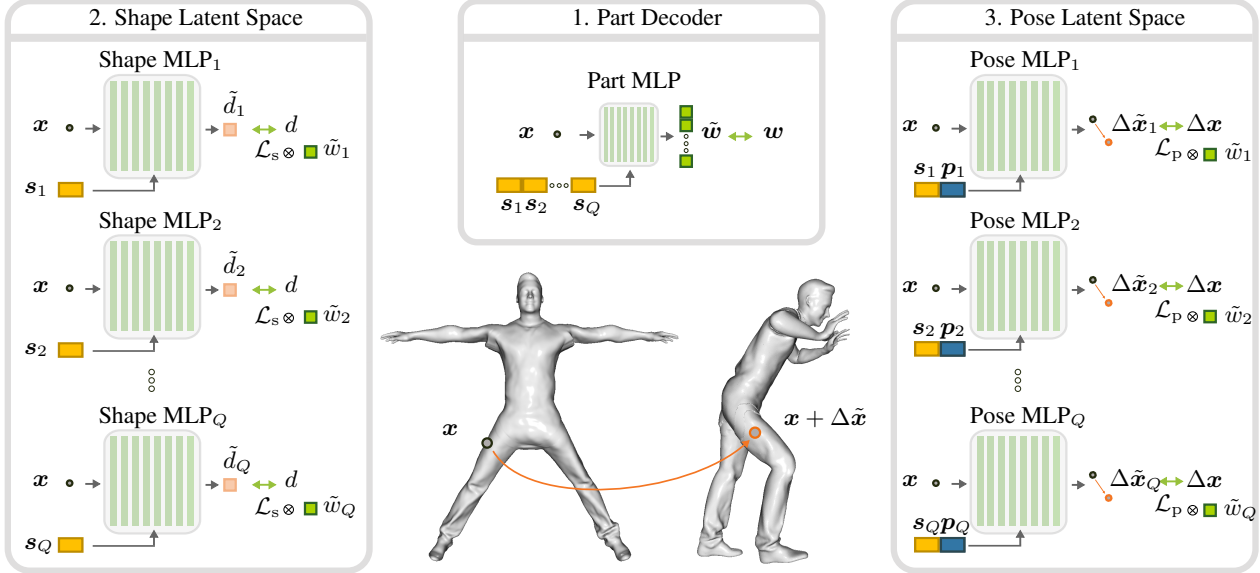 2. Shape Latent Space
Shape MLP₁
x
d̃₁
d
ℒₛ ⊗ w̃₁
s₁
Shape MLP₂
x
d̃₂
d
ℒₛ ⊗ w̃₂
s₂
Shape MLP_Q
x
d̃_Q
d
ℒₛ ⊗ w̃_Q
s_Q
1. Part Decoder
Part MLP
x
w̃
w
s₁ s₂ s_Q
x
x + Δx̃
3. Pose Latent Space
Pose MLP₁
x
Δx̃₁
Δx
ℒₚ ⊗ w̃₁
s₁ p₁
Pose MLP₂
x
Δx̃₂
Δx
ℒₚ ⊗ w̃₂
s₂ p₂
Pose MLP_Q
x
Δx̃_Q
Δx
ℒₚ ⊗ w̃_Q
s_Q p_Q